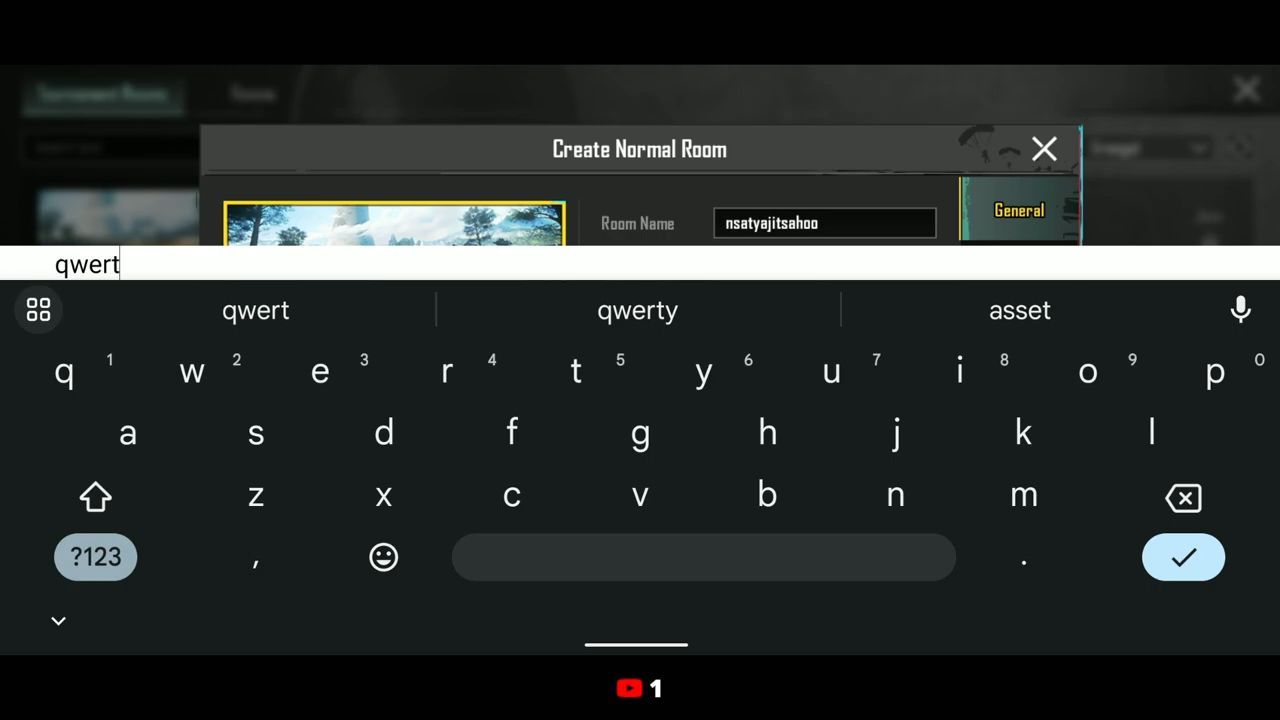 Create Normal Room
Room Name nsatyajitsahoo
General
qwert
qwert qwerty asset
q 1 w 2 e 3 r 4 t 5 y 6 u 7 i 8 o 9 p 0
a s d f g h j k l
z x c v b n m
?123 , .
1